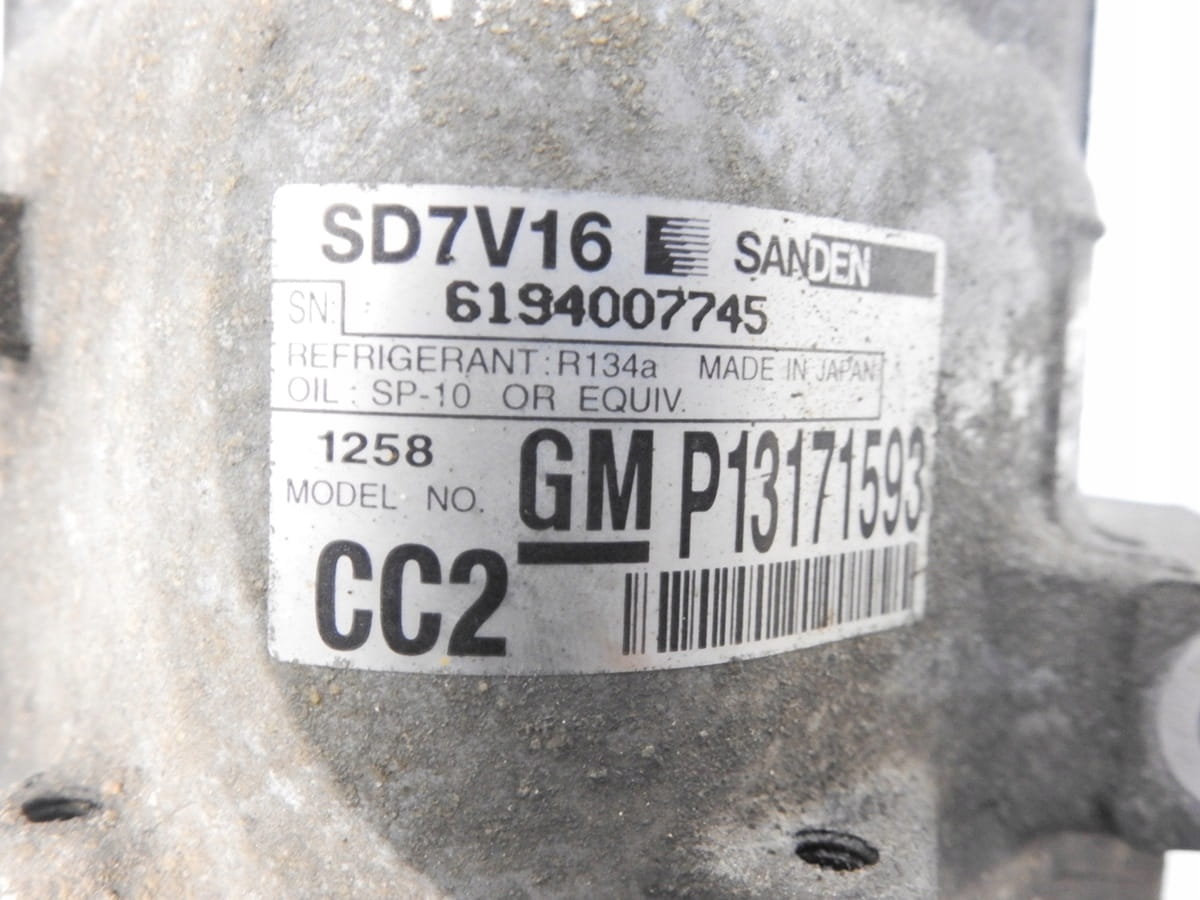 SD7V16 SANDEN
SN: 6194007745
REFRIGERANT : R134a MADE IN JAPAN
OIL : SP-10 OR EQUIV.
1258
MODEL NO.
GM P13171593
CC2